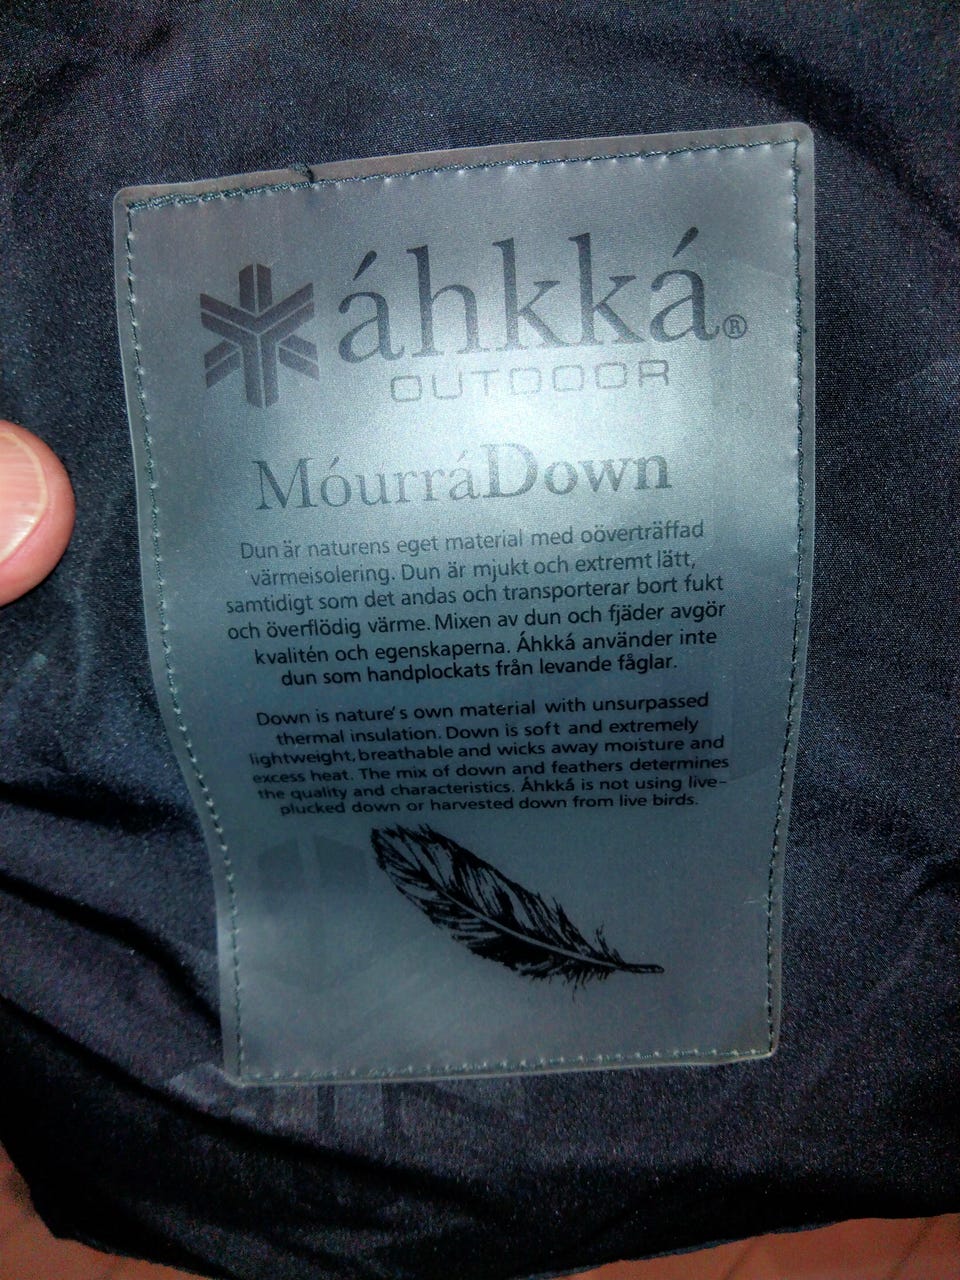 áhkká®
OUTDOOR
MóurráDown
Dun är naturens eget material med oöverträffad
värmeisolering. Dun är mjukt och extremt lätt,
samtidigt som det andas och transporterar bort fukt
och överflödig värme. Mixen av dun och fjäder avgör
kvalitén och egenskaperna. Áhkká använder inte
dun som handplockats från levande fåglar.
Down is nature's own material with unsurpassed
thermal insulation. Down is soft and extremely
lightweight, breathable and wicks away moisture and
excess heat. The mix of down and feathers determines
the quality and characteristics. Áhkká is not using live-
plucked down or harvested down from live birds.